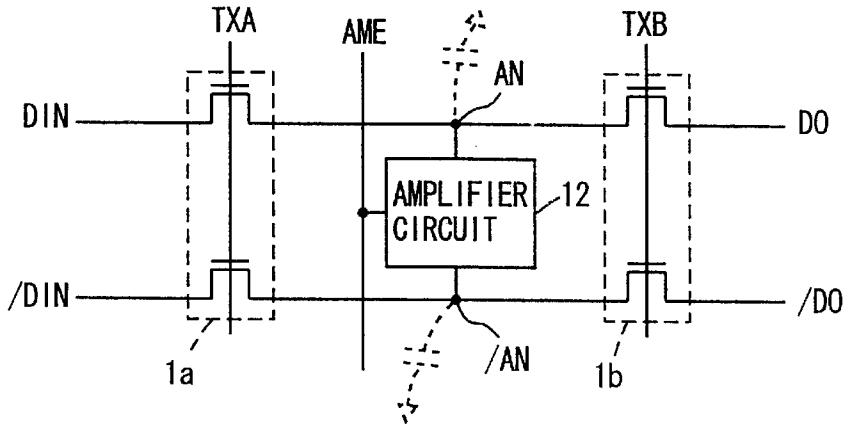 TXA
AME
TXB
AN
DIN
DO
AMPLIFIER
CIRCUIT
12
/DIN
/DO
1a
/AN
1b